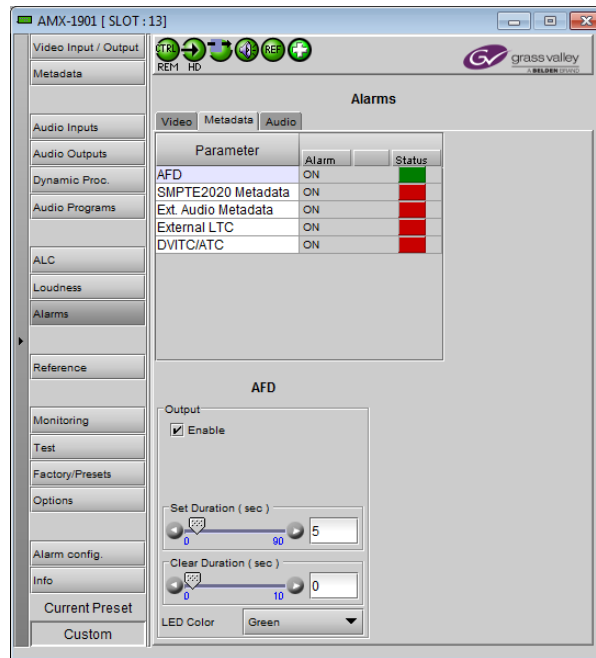 AMX-1901 [ SLOT : 13]
Video Input / Output
Metadata
Audio Inputs
Audio Outputs
Dynamic Proc.
Audio Programs
ALC
Loudness
Alarms
Reference
Monitoring
Test
Factory/Presets
Options
Alarm config.
Info
Current Preset
Custom
CTRL REF
REM HD
GV grass valley
A BELDEN BRAND
Alarms
Video Metadata Audio
Parameter Alarm Status
AFD ON
SMPTE2020 Metadata ON
Ext. Audio Metadata ON
External LTC ON
DVITC/ATC ON
AFD
Output
Enable
Set Duration ( sec )
5
0 90
Clear Duration ( sec )
0
0 10
LED Color Green